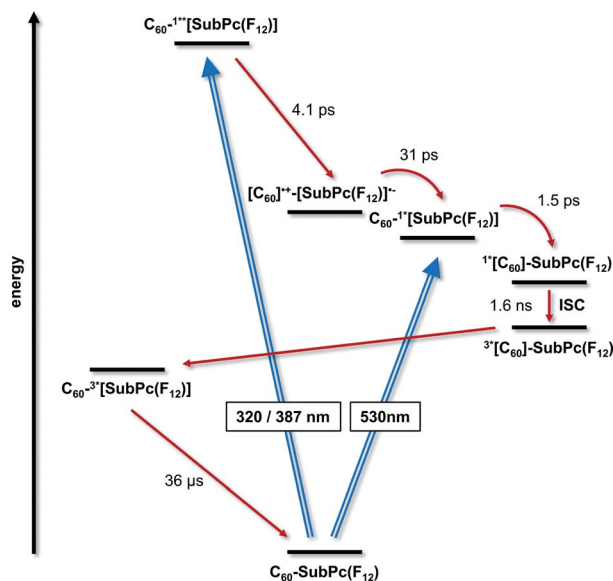 C₆₀-¹**[SubPc(F₁₂)]
4.1 ps
31 ps
[C₆₀]•+-[SubPc(F₁₂)]•-
1.5 ps
C₆₀-¹*[SubPc(F₁₂)]
¹*[C₆₀]-SubPc(F₁₂)
energy
1.6 ns ISC
³*[C₆₀]-SubPc(F₁₂)
C₆₀-³*[SubPc(F₁₂)]
320 / 387 nm
530nm
36 µs
C₆₀-SubPc(F₁₂)